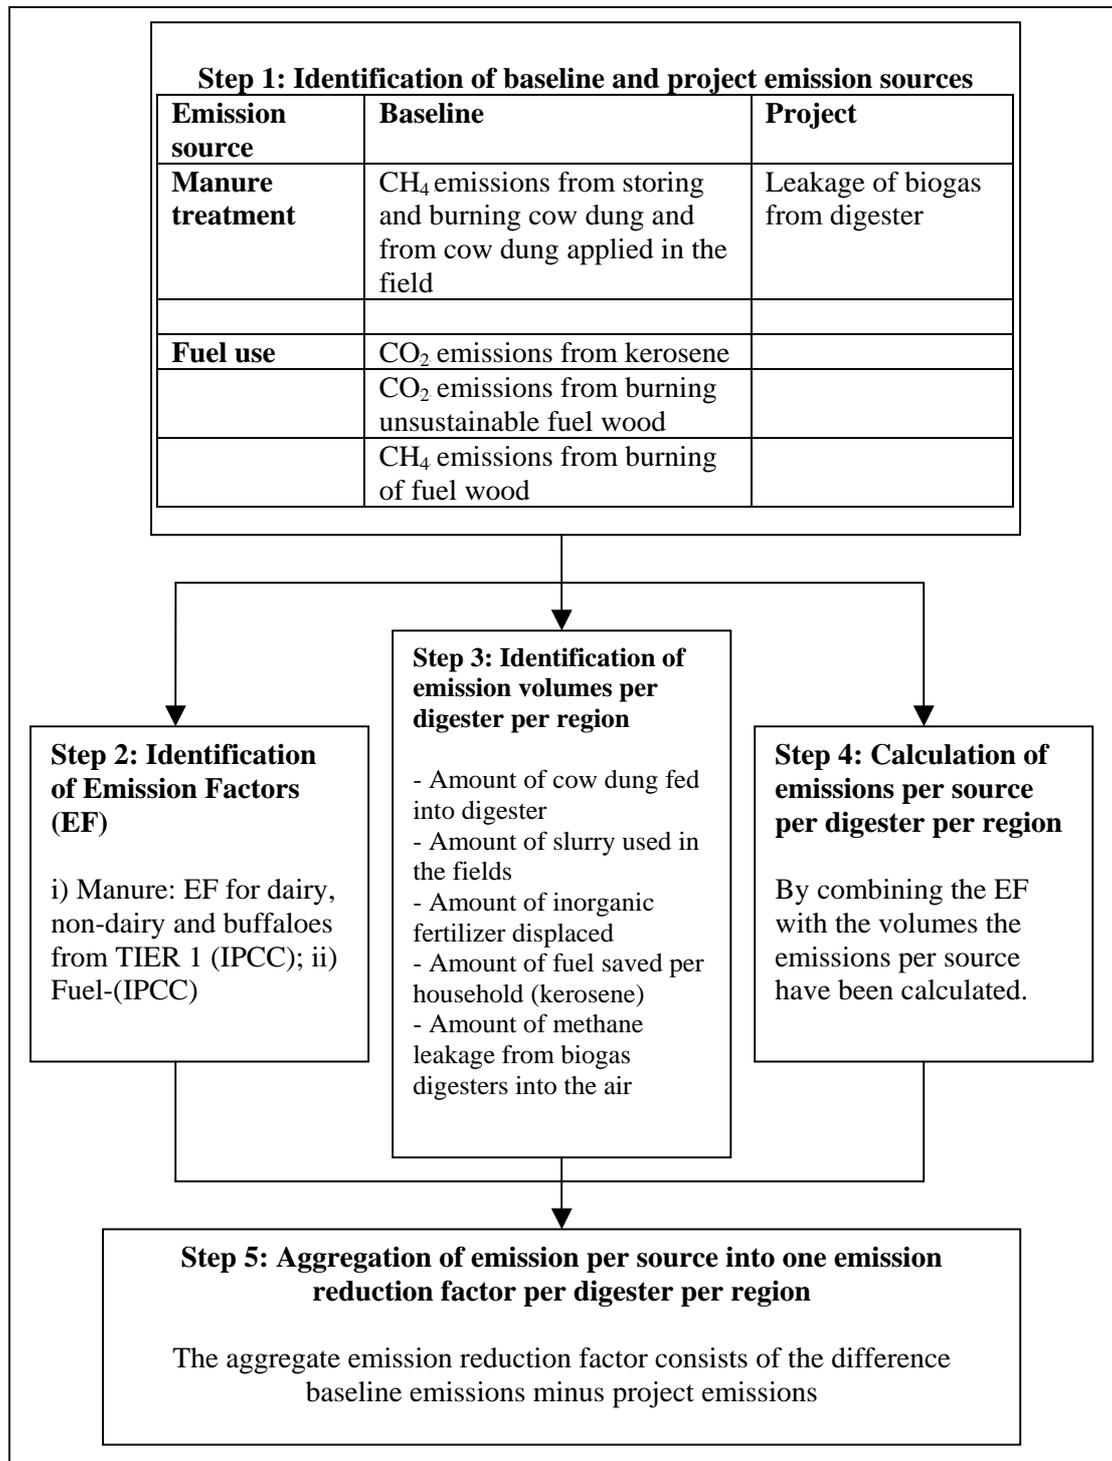 Step 1: Identification of baseline and project emission sources
Emission source
Baseline
Project
Manure treatment
CH₄ emissions from storing
and burning cow dung and
from cow dung applied in the
field
Leakage of biogas
from digester
Fuel use
CO₂ emissions from kerosene
CO₂ emissions from burning
unsustainable fuel wood
CH₄ emissions from burning
of fuel wood
Step 2: Identification
of Emission Factors
(EF)
i) Manure: EF for dairy,
non-dairy and buffaloes
from TIER 1 (IPCC); ii)
Fuel-(IPCC)
Step 3: Identification of
emission volumes per
digester per region
- Amount of cow dung fed
into digester
- Amount of slurry used in
the fields
- Amount of inorganic
fertilizer displaced
- Amount of fuel saved per
household (kerosene)
- Amount of methane
leakage from biogas
digesters into the air
Step 4: Calculation of
emissions per source
per digester per region
By combining the EF
with the volumes the
emissions per source
have been calculated.
Step 5: Aggregation of emission per source into one emission
reduction factor per digester per region
The aggregate emission reduction factor consists of the difference
baseline emissions minus project emissions